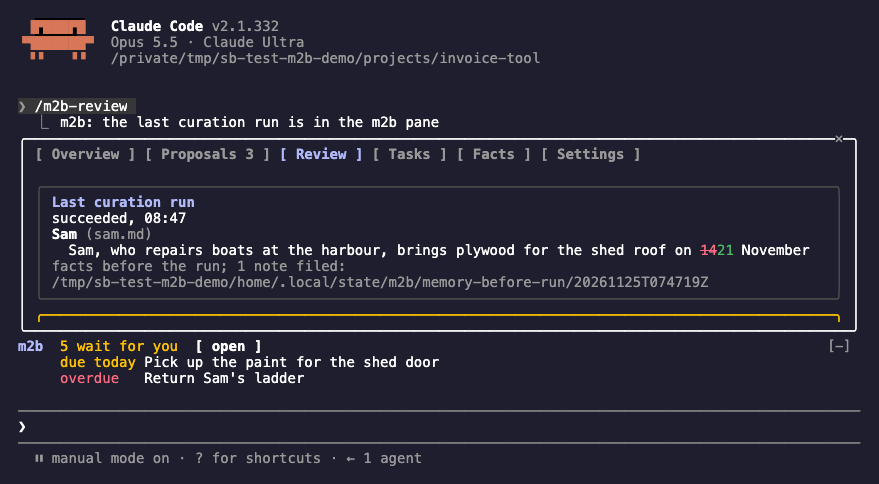 Claude Code v2.1.332
Opus 5.5 · Claude Ultra
/private/tmp/sb-test-m2b-demo/projects/invoice-tool
❯ /m2b-review
⎿ m2b: the last curation run is in the m2b pane
×
[ Overview ] [ Proposals 3 ] [ Review ] [ Tasks ] [ Facts ] [ Settings ]
Last curation run
succeeded, 08:47
Sam (sam.md)
Sam, who repairs boats at the harbour, brings plywood for the shed roof on 1421 November
facts before the run; 1 note filed:
/tmp/sb-test-m2b-demo/home/.local/state/m2b/memory-before-run/20261125T074719Z
m2b 5 wait for you [ open ] [-]
due today Pick up the paint for the shed door
overdue Return Sam's ladder
❯
⏸ manual mode on · ? for shortcuts · ← 1 agent